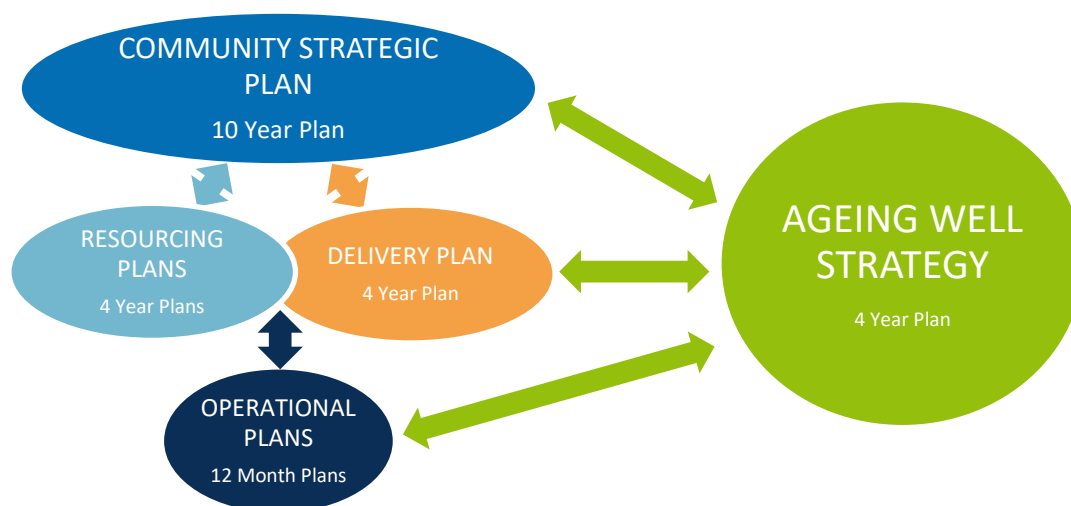 COMMUNITY STRATEGIC
PLAN
10 Year Plan
RESOURCING
PLANS
4 Year Plans
DELIVERY PLAN
4 Year Plan
OPERATIONAL
PLANS
12 Month Plans
AGEING WELL
STRATEGY
4 Year Plan